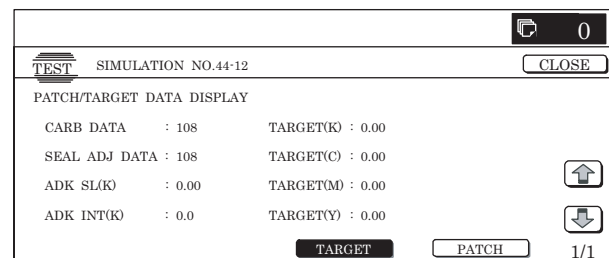 0
TEST SIMULATION NO.44-12 CLOSE
PATCH/TARGET DATA DISPLAY
CARB DATA : 108 TARGET(K) : 0.00
SEAL ADJ DATA : 108 TARGET(C) : 0.00
ADK SL(K) : 0.00 TARGET(M) : 0.00
ADK INT(K) : 0.0 TARGET(Y) : 0.00
TARGET PATCH 1/1